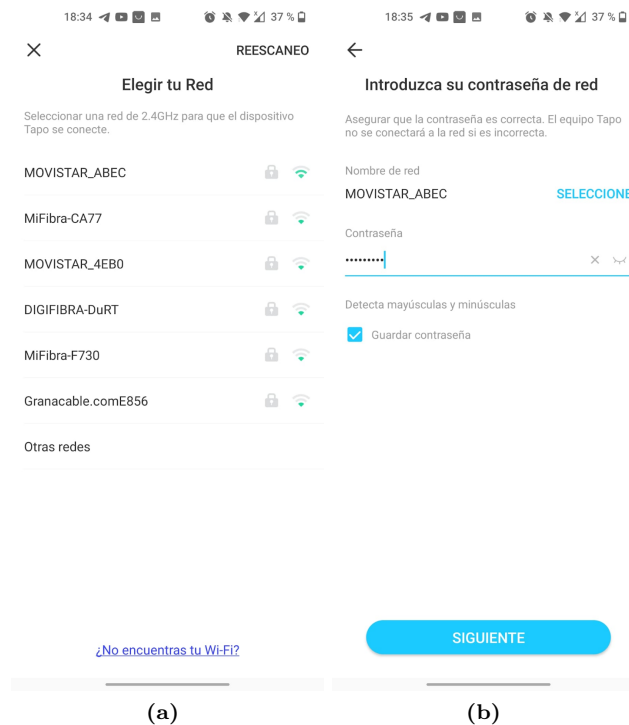 18:34
37 %
REESCANEO
Elegir tu Red
Seleccionar una red de 2.4GHz para que el dispositivo
Tapo se conecte.
MOVISTAR_ABEC
MiFibra-CA77
MOVISTAR_4EB0
DIGIFIBRA-DuRT
MiFibra-F730
Granacable.comE856
Otras redes
¿No encuentras tu Wi-Fi?
(a)
18:35
37 %
Introduzca su contraseña de red
Asegurar que la contraseña es correcta. El equipo Tapo
no se conectará a la red si es incorrecta.
Nombre de red
MOVISTAR_ABEC
SELECCIONE
Contraseña
•••••••••
Detecta mayúsculas y minúsculas
Guardar contraseña
SIGUIENTE
(b)